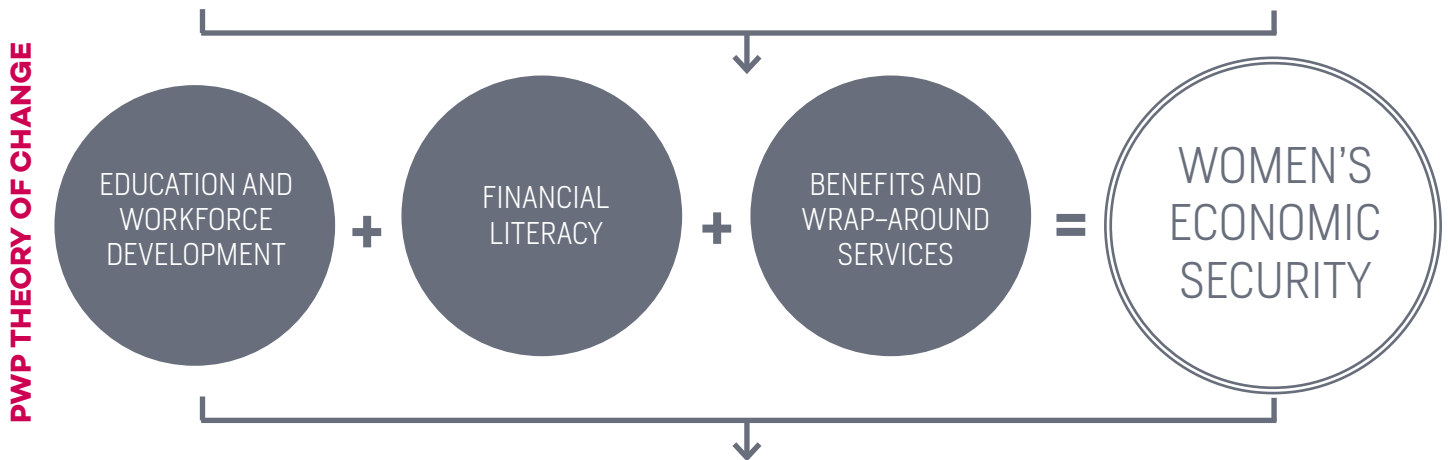 PWP THEORY OF CHANGE
EDUCATION AND
WORKFORCE
DEVELOPMENT
+
FINANCIAL
LITERACY
+
BENEFITS AND
WRAP-AROUND
SERVICES
=
WOMEN'S
ECONOMIC
SECURITY